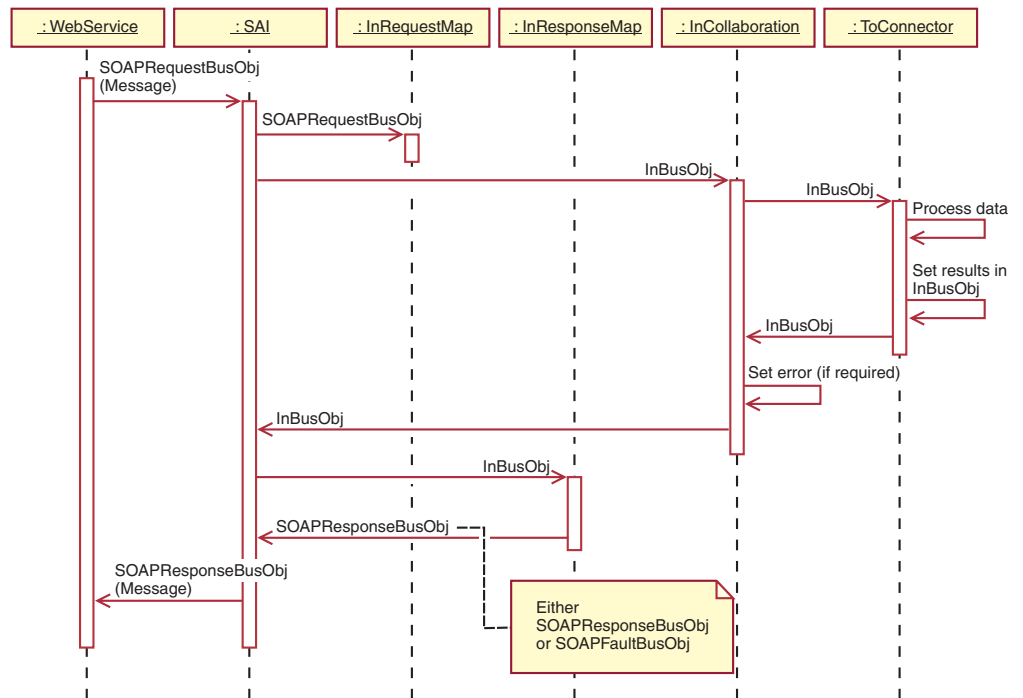 : WebService
: SAI
: InRequestMap
: InResponseMap
: InCollaboration
: ToConnector
SOAPRequestBusObj
(Message)
SOAPRequestBusObj
InBusObj
InBusObj
Process data
Set results in
InBusObj
InBusObj
Set error (if required)
InBusObj
InBusObj
SOAPResponseBusObj
SOAPResponseBusObj
(Message)
Either
SOAPResponseBusObj
or SOAPFaultBusObj